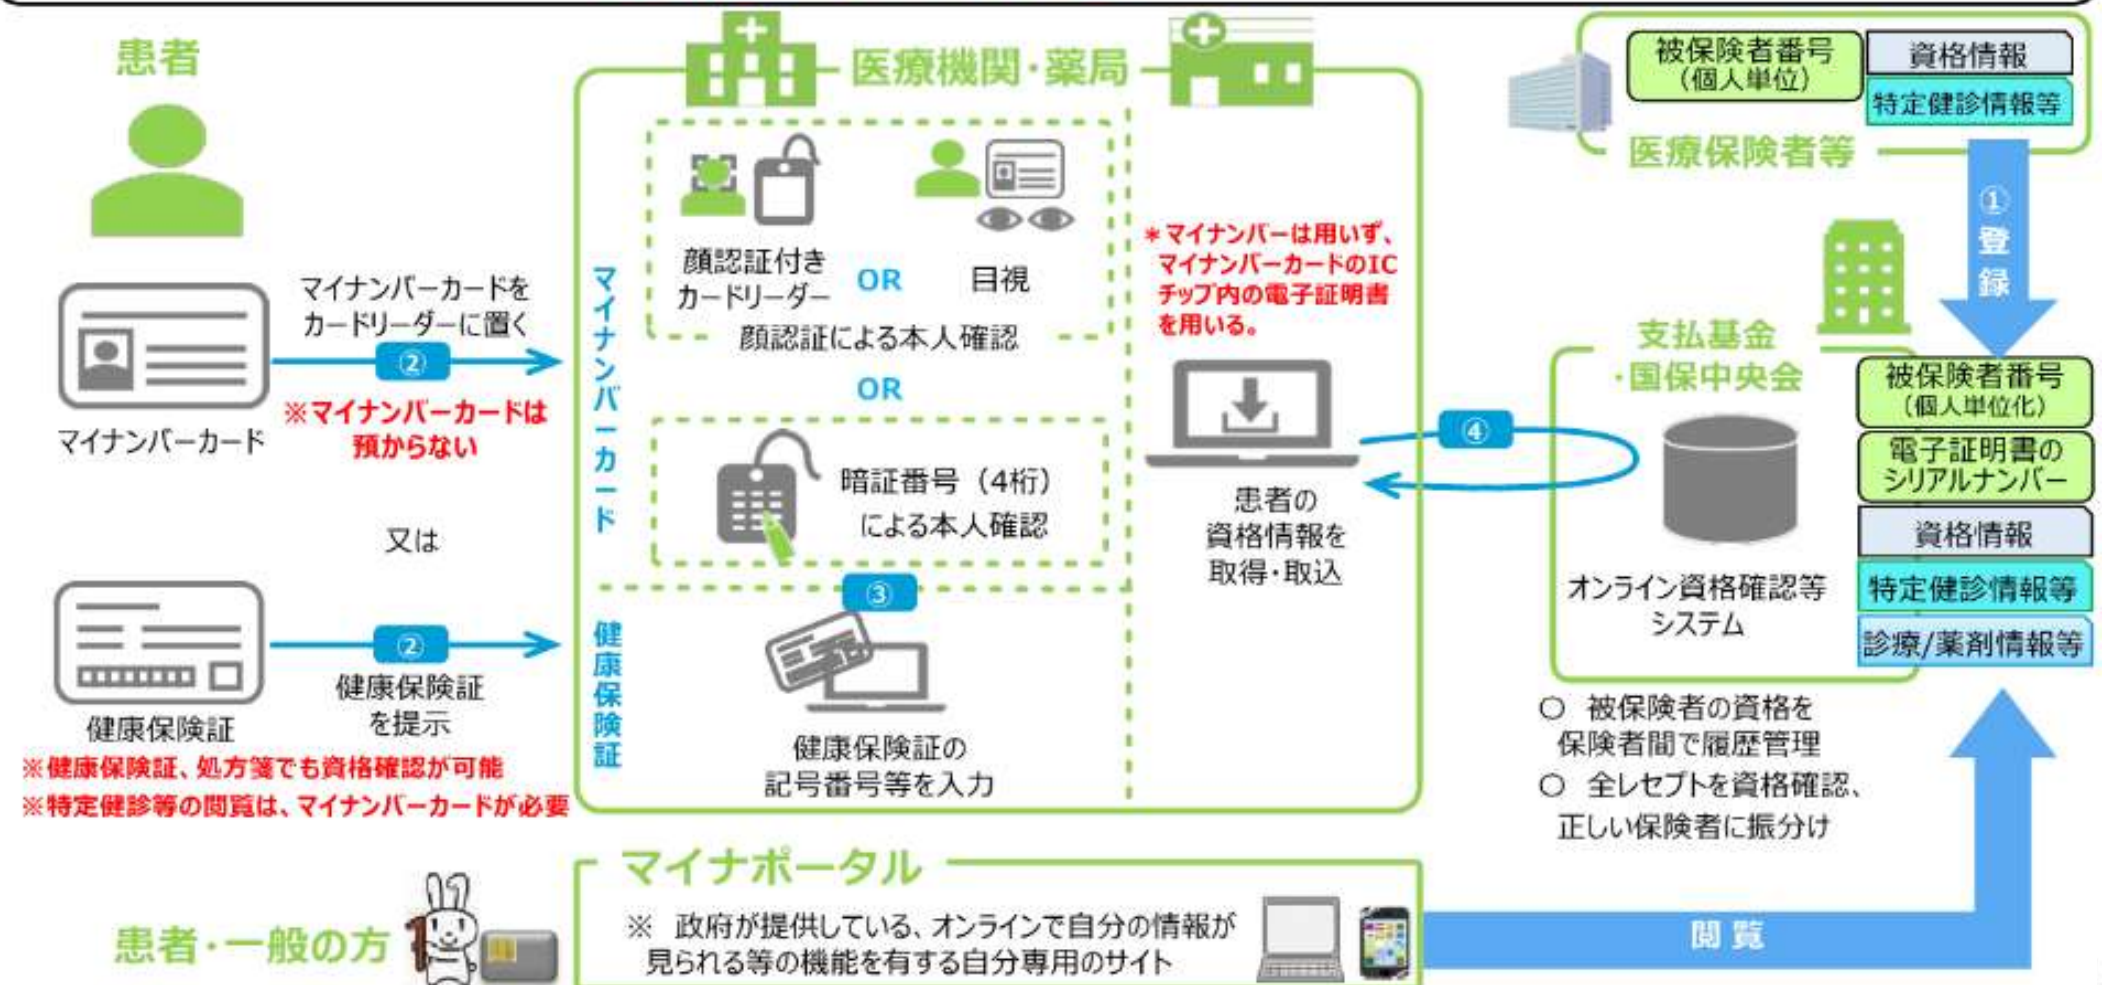 患者
マイナンバーカードを
カードリーダーに置く
②
※マイナンバーカードは
預からない
マイナンバーカード
又は
②
健康保険証
を提示
健康保険証
※健康保険証、処方箋でも資格確認が可能
※特定健診等の閲覧は、マイナンバーカードが必要
医療機関・薬局
マイナンバーカード
顔認証付き
カードリーダー
OR
目視
顔認証による本人確認
OR
暗証番号（4桁）
による本人確認
③
健康保険証
健康保険証の
記号番号等を入力
＊マイナンバーは用いず、
マイナンバーカードのIC
チップ内の電子証明書
を用いる。
患者の
資格情報を
取得・取込
④
被保険者番号
（個人単位）
資格情報
特定健診情報等
医療保険者等
①登録
支払基金
・国保中央会
オンライン資格確認等
システム
被保険者番号
（個人単位化）
電子証明書の
シリアルナンバー
資格情報
特定健診情報等
診療/薬剤情報等
○ 被保険者の資格を
保険者間で履歴管理
○ 全レセプトを資格確認、
正しい保険者に振分け
患者・一般の方
マイナポータル
※ 政府が提供している、オンラインで自分の情報が
見られる等の機能を有する自分専用のサイト
閲覧